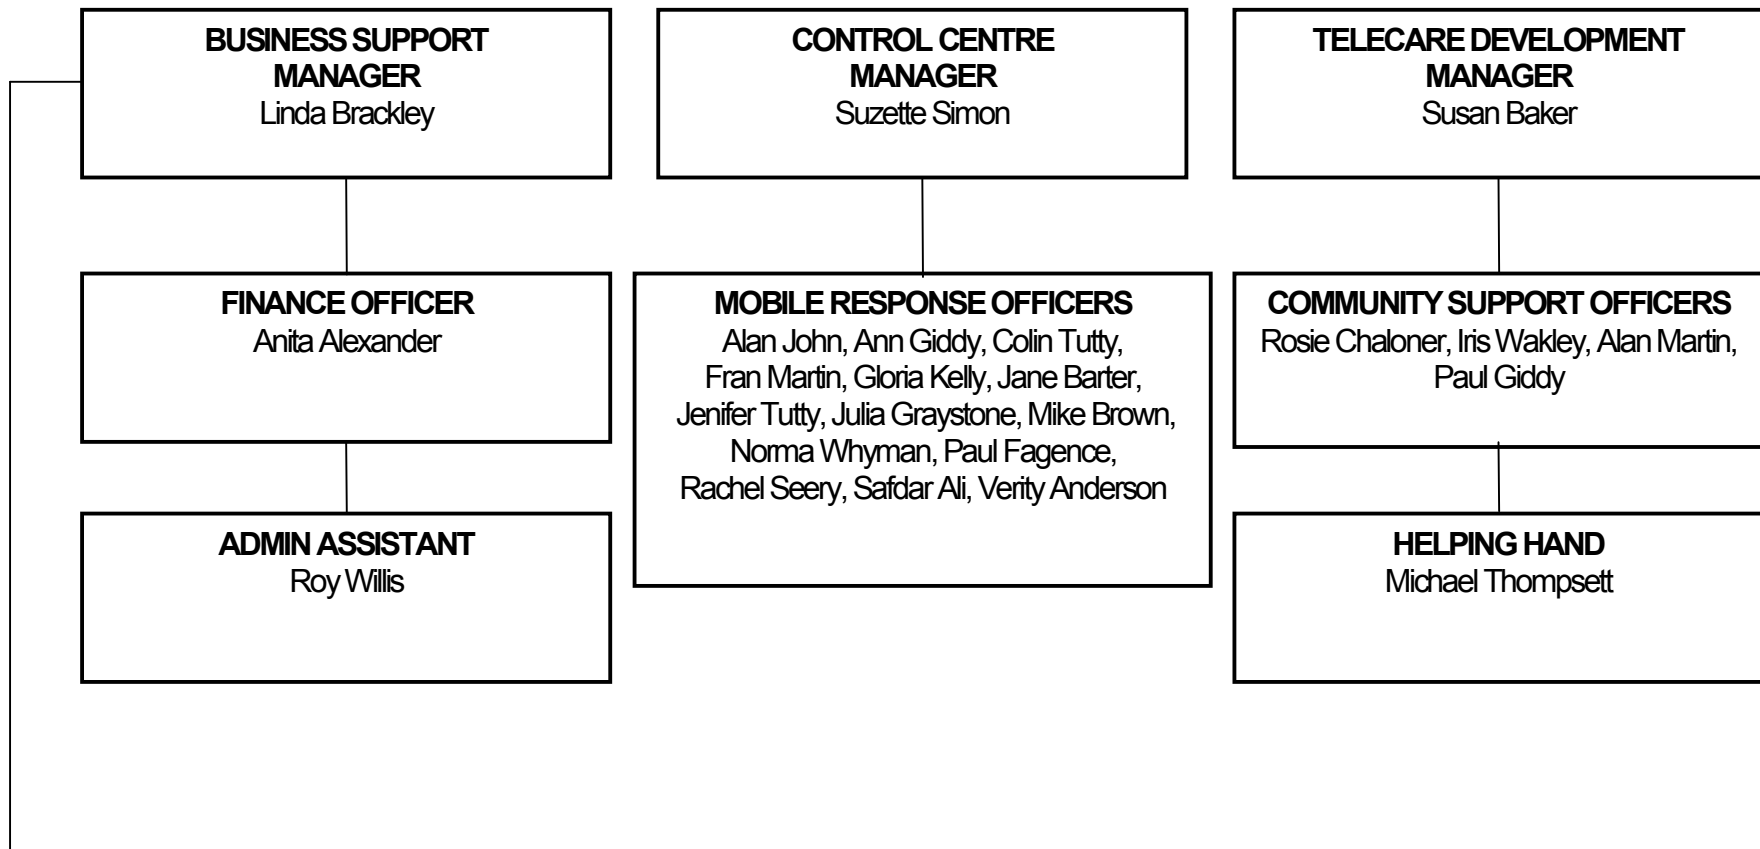 BUSINESS SUPPORT
MANAGER
Linda Brackley
CONTROL CENTRE
MANAGER
Suzette Simon
TELECARE DEVELOPMENT
MANAGER
Susan Baker
FINANCE OFFICER
Anita Alexander
MOBILE RESPONSE OFFICERS
Alan John, Ann Giddy, Colin Tutty,
Fran Martin, Gloria Kelly, Jane Barter,
Jenifer Tutty, Julia Graystone, Mike Brown,
Norma Whyman, Paul Fagence,
Rachel Seery, Safdar Ali, Verity Anderson
COMMUNITY SUPPORT OFFICERS
Rosie Chaloner, Iris Wakley, Alan Martin,
Paul Giddy
ADMIN ASSISTANT
Roy Willis
HELPING HAND
Michael Thompsett